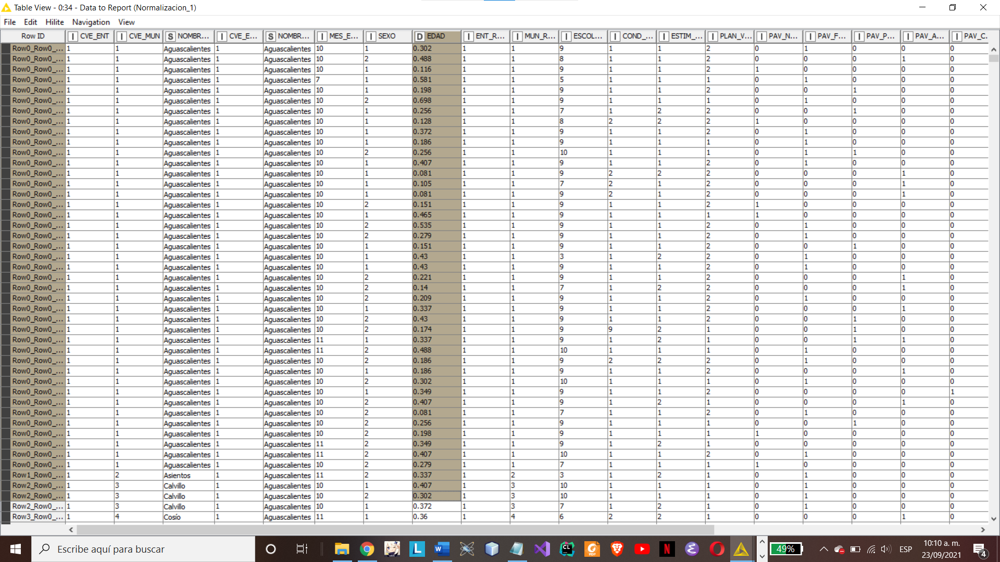 Table View - 0:34 - Data to Report (Normalizacion_1)
File Edit Hilite Navigation View
Row ID I CVE_ENT I CVE_MUN S NOMBR... I CVE_E... S NOMBR... I MES_E... I SEXO D EDAD I ENT_R... I MUN_R... I ESCOL... I COND_... I ESTIM_... I PLAN_V... I PAV_N... I PAV_F... I PAV_P... I PAV_A... I PAV_C.
Row0_Row0_... 1 1 Aguascalientes 1 Aguascalientes 10 1 0.302 1 1 9 1 1 2 0 1 0 0 0
Row0_Row0_... 1 1 Aguascalientes 1 Aguascalientes 10 2 0.488 1 1 8 1 1 2 0 0 0 1 0
Row0_Row0_... 1 1 Aguascalientes 1 Aguascalientes 10 1 0.116 1 1 9 1 1 2 1 0 0 0 0
Row0_Row0_... 1 1 Aguascalientes 1 Aguascalientes 7 1 0.581 1 1 5 1 1 1 0 1 0 0 0
Row0_Row0_... 1 1 Aguascalientes 1 Aguascalientes 10 1 0.198 1 1 9 1 1 2 0 0 1 0 0
Row0_Row0_... 1 1 Aguascalientes 1 Aguascalientes 10 2 0.698 1 1 9 1 1 1 0 1 0 0 0
Row0_Row0_... 1 1 Aguascalientes 1 Aguascalientes 10 1 0.256 1 1 7 1 2 2 0 0 1 0 0
Row0_Row0_... 1 1 Aguascalientes 1 Aguascalientes 10 1 0.128 1 1 8 2 2 2 1 0 0 0 0
Row0_Row0_... 1 1 Aguascalientes 1 Aguascalientes 10 1 0.372 1 1 9 1 1 2 0 1 0 0 0
Row0_Row0_... 1 1 Aguascalientes 1 Aguascalientes 10 1 0.186 1 1 9 1 1 1 0 1 0 0 0
Row0_Row0_... 1 1 Aguascalientes 1 Aguascalientes 10 2 0.256 1 1 10 1 1 1 0 1 1 0 0
Row0_Row0_... 1 1 Aguascalientes 1 Aguascalientes 10 1 0.407 1 1 9 1 1 2 0 1 0 0 0
Row0_Row0_... 1 1 Aguascalientes 1 Aguascalientes 10 1 0.081 1 1 9 2 2 2 0 0 0 1 0
Row0_Row0_... 1 1 Aguascalientes 1 Aguascalientes 10 1 0.105 1 1 7 2 1 2 0 0 0 1 0
Row0_Row0_... 1 1 Aguascalientes 1 Aguascalientes 10 1 0.081 1 1 9 2 1 2 0 0 0 1 0
Row0_Row0_... 1 1 Aguascalientes 1 Aguascalientes 10 2 0.151 1 1 9 1 1 2 1 0 0 0 0
Row0_Row0_... 1 1 Aguascalientes 1 Aguascalientes 10 1 0.465 1 1 9 1 1 1 1 0 0 0 0
Row0_Row0_... 1 1 Aguascalientes 1 Aguascalientes 10 2 0.535 1 1 9 1 1 2 0 1 0 0 0
Row0_Row0_... 1 1 Aguascalientes 1 Aguascalientes 10 2 0.279 1 1 9 1 1 2 0 1 0 0 0
Row0_Row0_... 1 1 Aguascalientes 1 Aguascalientes 10 1 0.151 1 1 9 1 1 2 0 0 1 0 0
Row0_Row0_... 1 1 Aguascalientes 1 Aguascalientes 10 1 0.43 1 1 3 1 2 2 0 1 0 0 0
Row0_Row0_... 1 1 Aguascalientes 1 Aguascalientes 10 1 0.43 1 1 9 1 1 2 0 1 0 0 0
Row0_Row0_... 1 1 Aguascalientes 1 Aguascalientes 10 2 0.221 1 1 9 1 1 2 0 0 0 1 0
Row0_Row0_... 1 1 Aguascalientes 1 Aguascalientes 10 2 0.14 1 1 7 1 2 2 0 0 0 1 0
Row0_Row0_... 1 1 Aguascalientes 1 Aguascalientes 10 2 0.209 1 1 9 1 1 2 0 1 0 0 0
Row0_Row0_... 1 1 Aguascalientes 1 Aguascalientes 10 1 0.337 1 1 9 1 1 2 0 0 0 1 0
Row0_Row0_... 1 1 Aguascalientes 1 Aguascalientes 10 2 0.43 1 1 9 1 1 2 0 0 1 0 0
Row0_Row0_... 1 1 Aguascalientes 1 Aguascalientes 10 2 0.174 1 1 9 9 2 1 0 0 1 0 0
Row0_Row0_... 1 1 Aguascalientes 1 Aguascalientes 11 1 0.337 1 1 9 1 2 1 0 0 1 1 0
Row0_Row0_... 1 1 Aguascalientes 1 Aguascalientes 11 2 0.488 1 1 10 1 1 1 0 1 0 0 0
Row0_Row0_... 1 1 Aguascalientes 1 Aguascalientes 10 2 0.186 1 1 9 2 2 2 0 1 0 0 0
Row0_Row0_... 1 1 Aguascalientes 1 Aguascalientes 10 1 0.186 1 1 9 1 1 2 0 0 0 1 0
Row0_Row0_... 1 1 Aguascalientes 1 Aguascalientes 10 2 0.302 1 1 10 1 1 1 0 1 0 0 0
Row0_Row0_... 1 1 Aguascalientes 1 Aguascalientes 10 1 0.349 1 1 9 1 1 2 0 0 0 0 1
Row0_Row0_... 1 1 Aguascalientes 1 Aguascalientes 10 2 0.407 1 1 9 1 2 1 0 0 0 1 0
Row0_Row0_... 1 1 Aguascalientes 1 Aguascalientes 10 2 0.081 1 1 7 1 1 2 0 1 0 0 0
Row0_Row0_... 1 1 Aguascalientes 1 Aguascalientes 10 2 0.256 1 1 9 1 1 1 0 0 1 0 0
Row0_Row0_... 1 1 Aguascalientes 1 Aguascalientes 10 2 0.198 1 1 9 1 1 1 1 0 0 0 0
Row0_Row0_... 1 1 Aguascalientes 1 Aguascalientes 11 2 0.349 1 1 9 1 2 1 0 0 0 0 0
Row0_Row0_... 1 1 Aguascalientes 1 Aguascalientes 11 2 0.407 1 1 10 1 1 2 0 1 0 0 0
Row0_Row0_... 1 1 Aguascalientes 1 Aguascalientes 10 2 0.279 1 1 7 1 1 1 1 0 0 0 0
Row1_Row0_... 1 2 Asientos 1 Aguascalientes 11 2 0.337 1 2 3 1 2 1 0 1 0 0 0
Row2_Row0_... 1 3 Calvillo 1 Aguascalientes 10 1 0.407 1 3 10 1 1 1 0 1 0 0 0
Row2_Row0_... 1 3 Calvillo 1 Aguascalientes 10 2 0.302 1 3 10 1 1 1 0 1 0 0 0
Row2_Row0_... 1 3 Calvillo 1 Aguascalientes 10 1 0.372 1 3 7 1 2 1 0 1 0 0 0
Row3_Row0_... 1 4 Cosío 1 Aguascalientes 11 1 0.36 1 4 6 2 2 1 0 0 0 1 0
Escribe aquí para buscar
49%
ESP
10:10 a. m.
23/09/2021
4